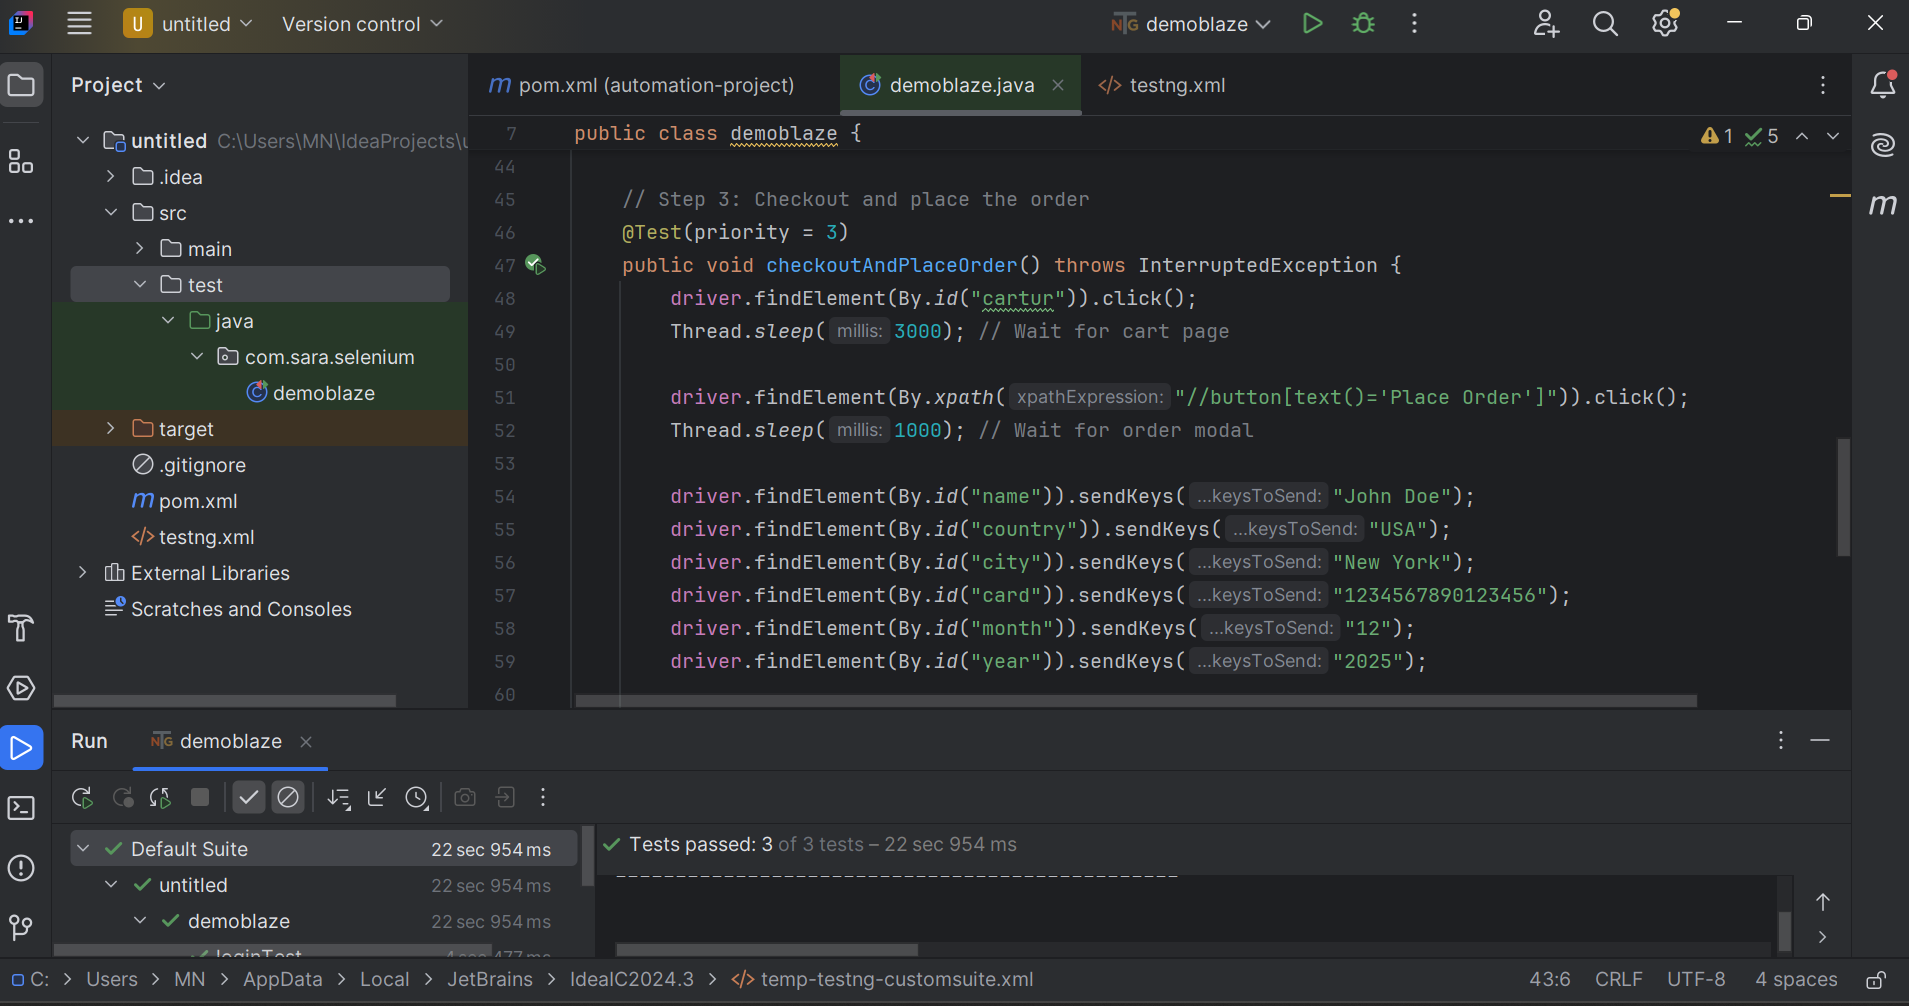 U untitled Version control NTG demoblaze
Project
pom.xml (automation-project) demoblaze.java testng.xml
7 public class demoblaze { 1 5
untitled C:\Users\MN\IdeaProjects\
.idea
src
main
test
java
com.sara.selenium
demoblaze
target
.gitignore
pom.xml
testng.xml
External Libraries
Scratches and Consoles
44
45 // Step 3: Checkout and place the order
46 @Test(priority = 3)
47 public void checkoutAndPlaceOrder() throws InterruptedException {
48 driver.findElement(By.id("cartur")).click();
49 Thread.sleep( millis: 3000); // Wait for cart page
50
51 driver.findElement(By.xpath( xpathExpression: "//button[text()='Place Order']")).click();
52 Thread.sleep( millis: 1000); // Wait for order modal
53
54 driver.findElement(By.id("name")).sendKeys( ...keysToSend: "John Doe");
55 driver.findElement(By.id("country")).sendKeys( ...keysToSend: "USA");
56 driver.findElement(By.id("city")).sendKeys( ...keysToSend: "New York");
57 driver.findElement(By.id("card")).sendKeys( ...keysToSend: "1234567890123456");
58 driver.findElement(By.id("month")).sendKeys( ...keysToSend: "12");
59 driver.findElement(By.id("year")).sendKeys( ...keysToSend: "2025");
60
Run NTG demoblaze
Default Suite 22 sec 954 ms
untitled 22 sec 954 ms
demoblaze 22 sec 954 ms
loginTest
Tests passed: 3 of 3 tests – 22 sec 954 ms
C: > Users > MN > AppData > Local > JetBrains > IdeaIC2024.3 > temp-testng-customsuite.xml 43:6 CRLF UTF-8 4 spaces